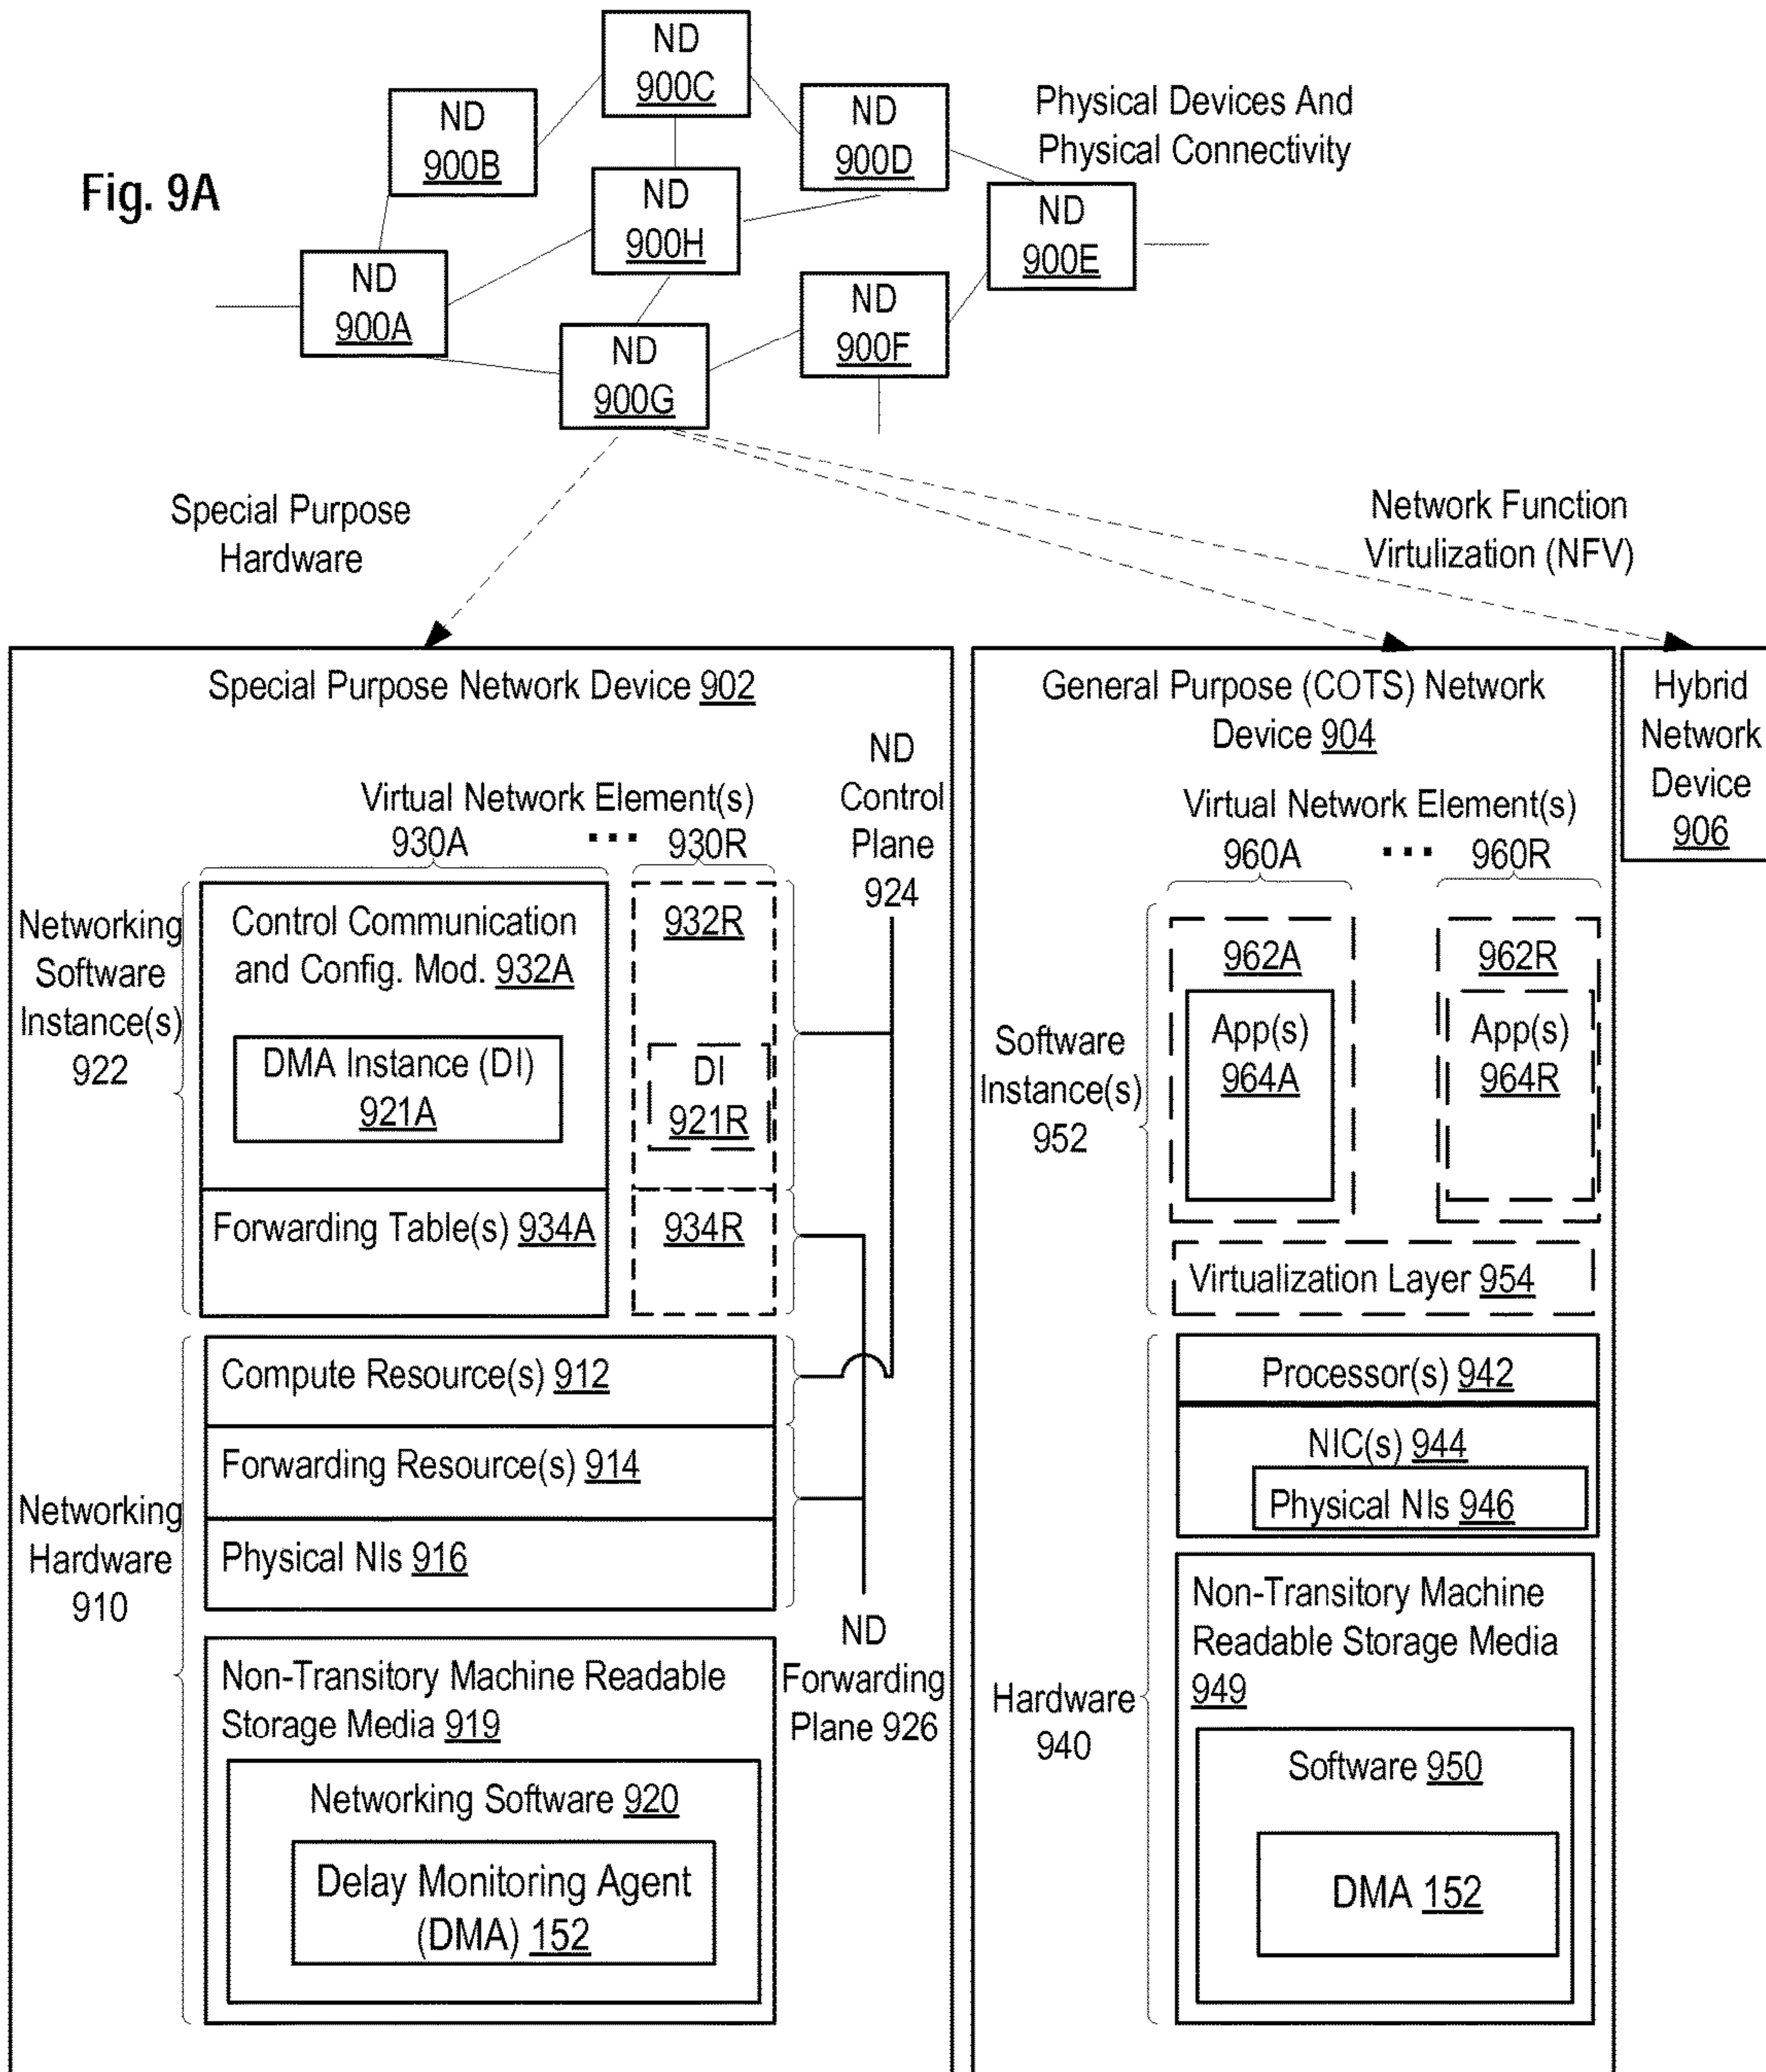 Fig. 9A
ND
900C
ND
900B
ND
900D
Physical Devices And
Physical Connectivity
ND
900H
ND
900E
ND
900A
ND
900F
ND
900G
Special Purpose
Hardware
Network Function
Virtulization (NFV)
Special Purpose Network Device 902
ND
Control
Plane
924
Virtual Network Element(s)
930A
...
930R
Networking
Software
Instance(s)
922
Control Communication
and Config. Mod. 932A
DMA Instance (DI)
921A
932R
DI
921R
Forwarding Table(s) 934A
934R
Networking
Hardware
910
Compute Resource(s) 912
Forwarding Resource(s) 914
Physical NIs 916
ND
Forwarding
Plane 926
Non-Transitory Machine Readable
Storage Media 919
Networking Software 920
Delay Monitoring Agent
(DMA) 152
General Purpose (COTS) Network
Device 904
Virtual Network Element(s)
960A
...
960R
Software
Instance(s)
952
962A
App(s)
964A
962R
App(s)
964R
Virtualization Layer 954
Hardware
940
Processor(s) 942
NIC(s) 944
Physical NIs 946
Non-Transitory Machine
Readable Storage Media
949
Software 950
DMA 152
Hybrid
Network
Device
906